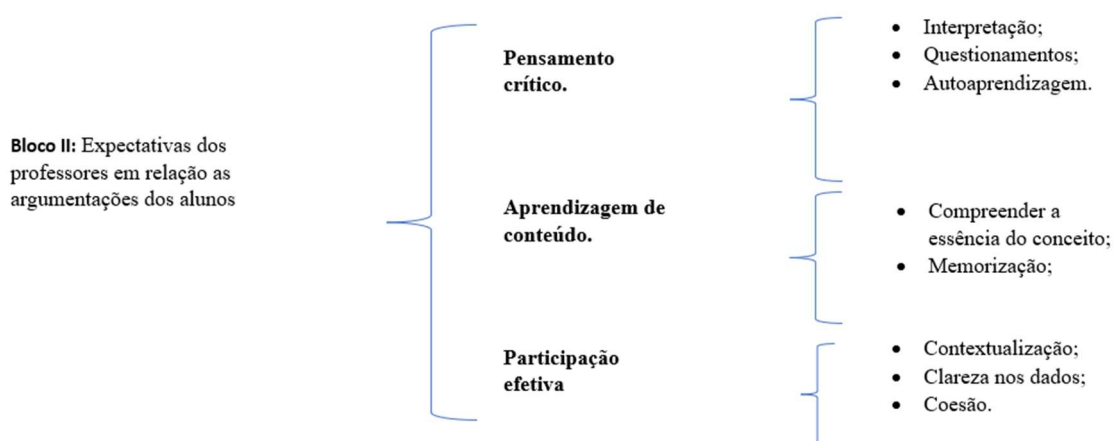 Bloco II: Expectativas dos
professores em relação as
argumentações dos alunos
Pensamento
crítico.
• Interpretação;
• Questionamentos;
• Autoaprendizagem.
Aprendizagem de
conteúdo.
• Compreender a
essência do conceito;
• Memorização;
Participação
efetiva
• Contextualização;
• Clareza nos dados;
• Coesão.